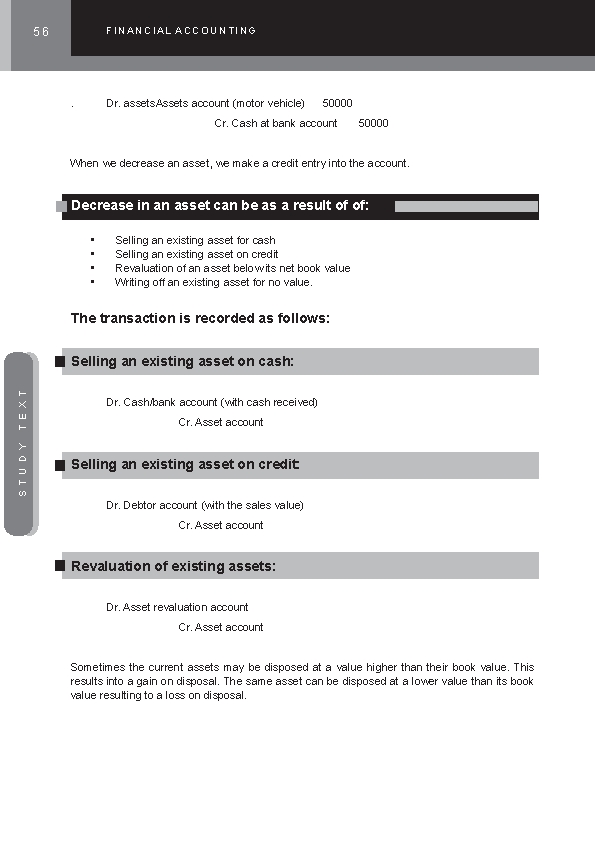 56
FINANCIAL ACCOUNTING
. Dr. assetsAssets account (motor vehicle) 50000
Cr. Cash at bank account 50000
When we decrease an asset, we make a credit entry into the account.
Decrease in an asset can be as a result of of:
• Selling an existing asset for cash
• Selling an existing asset on credit
• Revaluation of an asset below its net book value
• Writing off an existing asset for no value.
The transaction is recorded as follows:
Selling an existing asset on cash:
Dr. Cash/bank account (with cash received)
Cr. Asset account
Selling an existing asset on credit:
Dr. Debtor account (with the sales value)
Cr. Asset account
Revaluation of existing assets:
Dr. Asset revaluation account
Cr. Asset account
Sometimes the current assets may be disposed at a value higher than their book value. This
results into a gain on disposal. The same asset can be disposed at a lower value than its book
value resulting to a loss on disposal.
STUDY TEXT